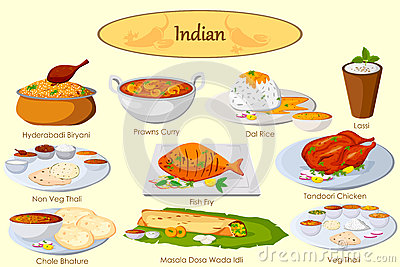 Indian
Hyderabadi Biryani
Prawns Curry
Dal Rice
Lassi
Non Veg Thali
Fish Fry
Tandoori Chicken
Chole Bhature
Masala Dosa Wada Idli
Veg Thali
dreamstime